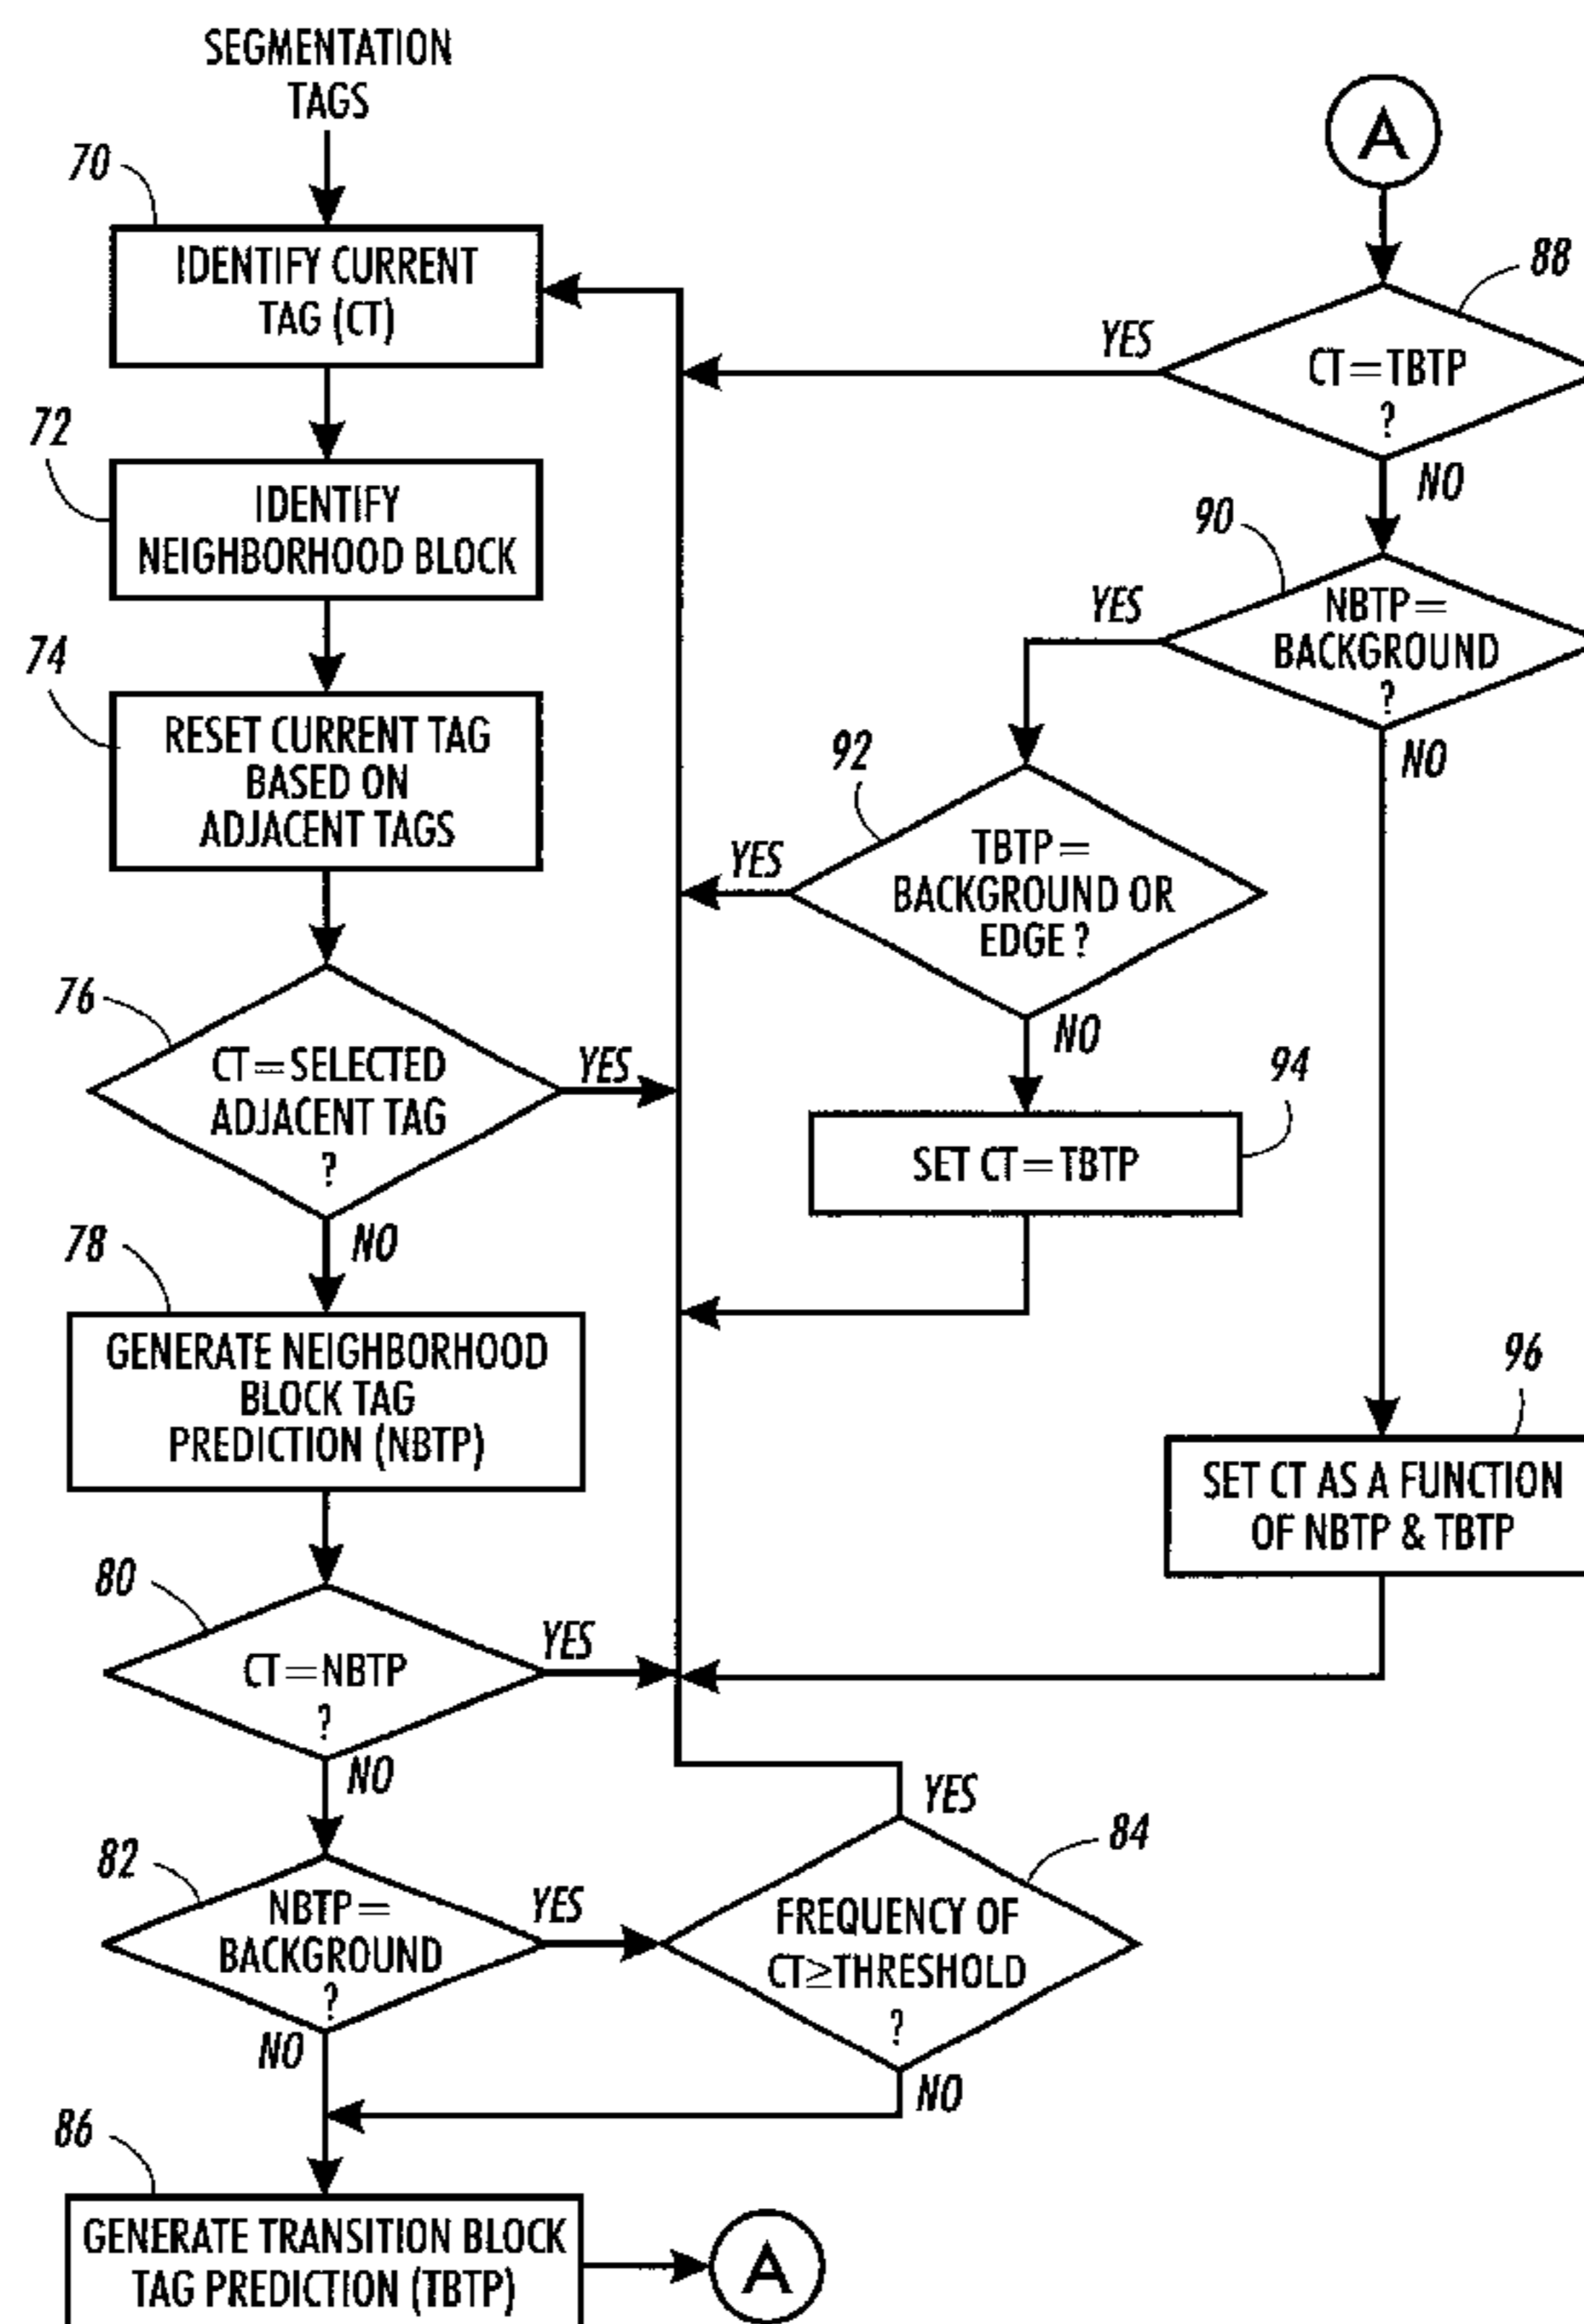 SEGMENTATION
TAGS
70
IDENTIFY CURRENT
TAG (CT)
72
IDENTIFY
NEIGHBORHOOD BLOCK
74
RESET CURRENT TAG
BASED ON
ADJACENT TAGS
76
CT=SELECTED
ADJACENT TAG
?
YES
NO
78
GENERATE NEIGHBORHOOD
BLOCK TAG
PREDICTION (NBTP)
80
CT=NBTP
?
YES
NO
82
NBTP=
BACKGROUND
?
YES
NO
84
FREQUENCY OF
CT≥THRESHOLD
?
YES
NO
86
GENERATE TRANSITION BLOCK
TAG PREDICTION (TBTP)
A
A
88
CT=TBTP
?
YES
NO
90
NBTP=
BACKGROUND
?
YES
NO
92
TBTP=
BACKGROUND OR
EDGE?
YES
NO
94
SET CT=TBTP
96
SET CT AS A FUNCTION
OF NBTP & TBTP